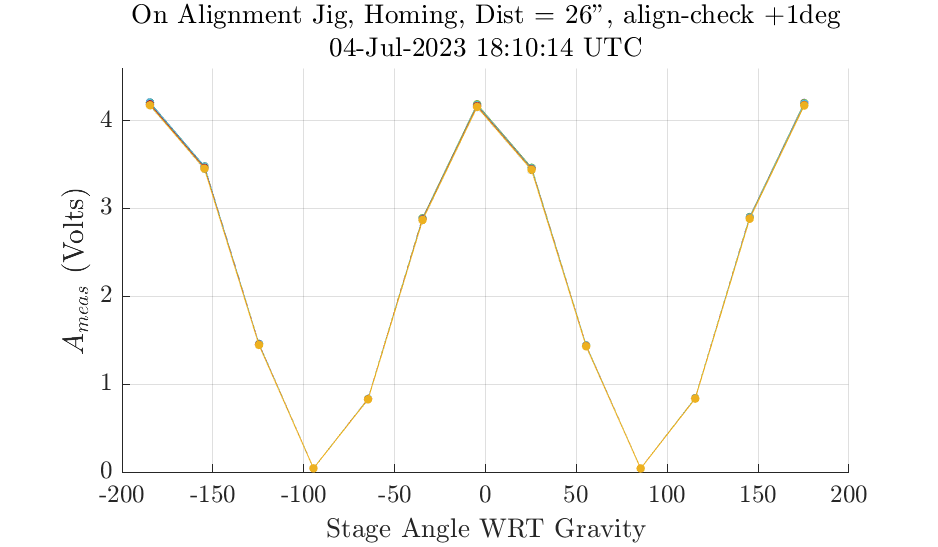 On Alignment Jig, Homing, Dist = 26”, align-check +1deg
04-Jul-2023 18:10:14 UTC
A_meas (Volts)
4
3
2
1
0
-200 -150 -100 -50 0 50 100 150 200
Stage Angle WRT Gravity